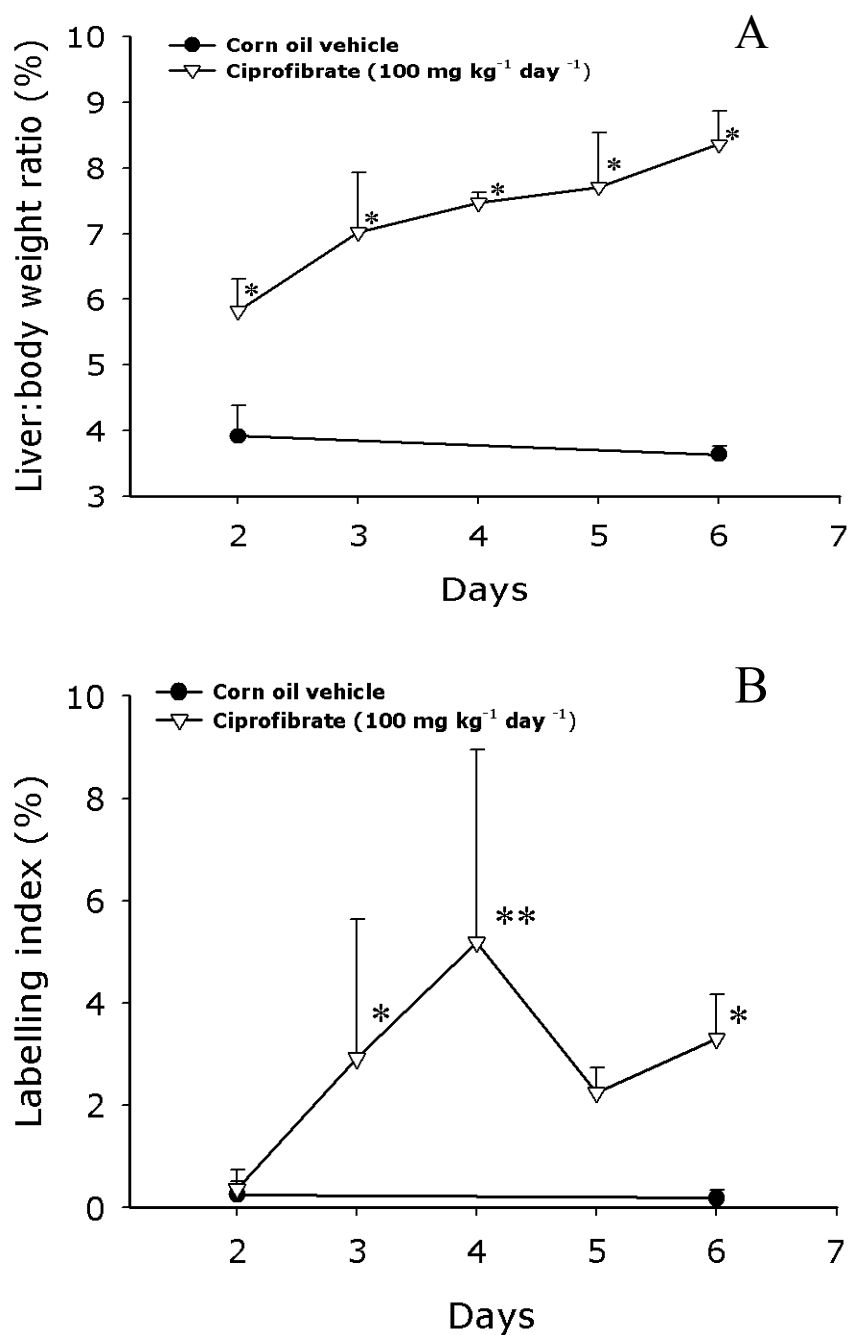 A
Corn oil vehicle
Ciprofibrate (100 mg kg⁻¹ day ⁻¹)
Liver:body weight ratio (%)
10
9
8
7
6
5
4
3
*
*
*
*
*
2 3 4 5 6 7
Days
B
Corn oil vehicle
Ciprofibrate (100 mg kg⁻¹ day ⁻¹)
Labelling index (%)
10
8
6
4
2
0
*
**
*
2 3 4 5 6 7
Days